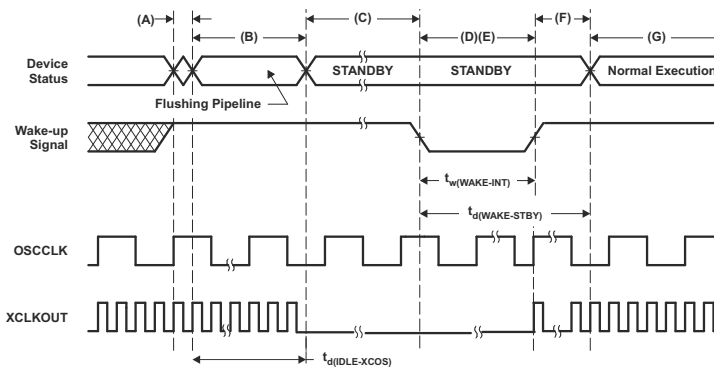 (A)
(B)
(C)
(D)(E)
(F)
(G)
Device
Status
STANDBY
STANDBY
Normal Execution
Flushing Pipeline
Wake-up
Signal
tw(WAKE-INT)
td(WAKE-STBY)
OSCCLK
XCLKOUT
td(IDLE-XCOS)